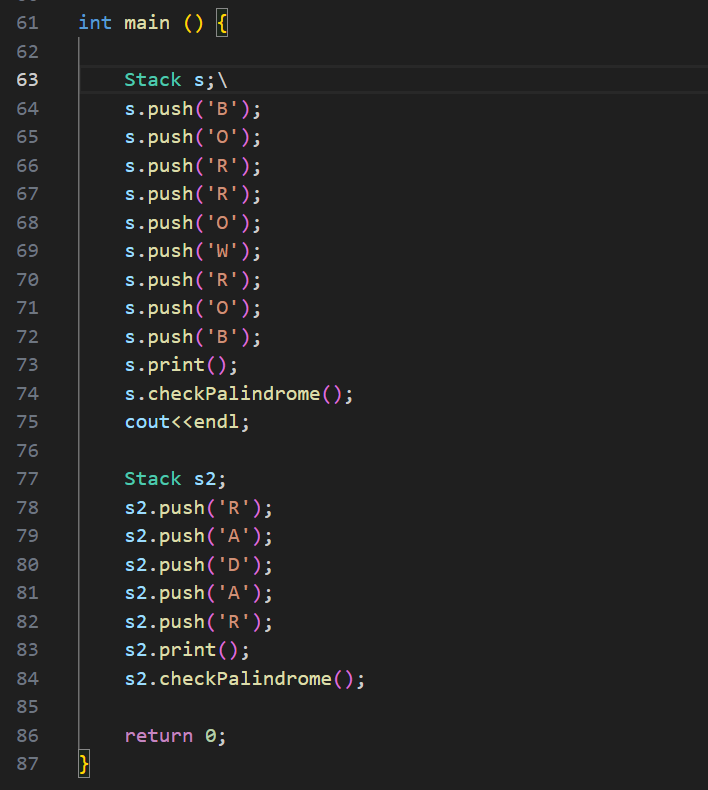 61 int main () {
62
63     Stack s;\
64     s.push('B');
65     s.push('O');
66     s.push('R');
67     s.push('R');
68     s.push('O');
69     s.push('W');
70     s.push('R');
71     s.push('O');
72     s.push('B');
73     s.print();
74     s.checkPalindrome();
75     cout<<endl;
76
77     Stack s2;
78     s2.push('R');
79     s2.push('A');
80     s2.push('D');
81     s2.push('A');
82     s2.push('R');
83     s2.print();
84     s2.checkPalindrome();
85
86     return 0;
87 }